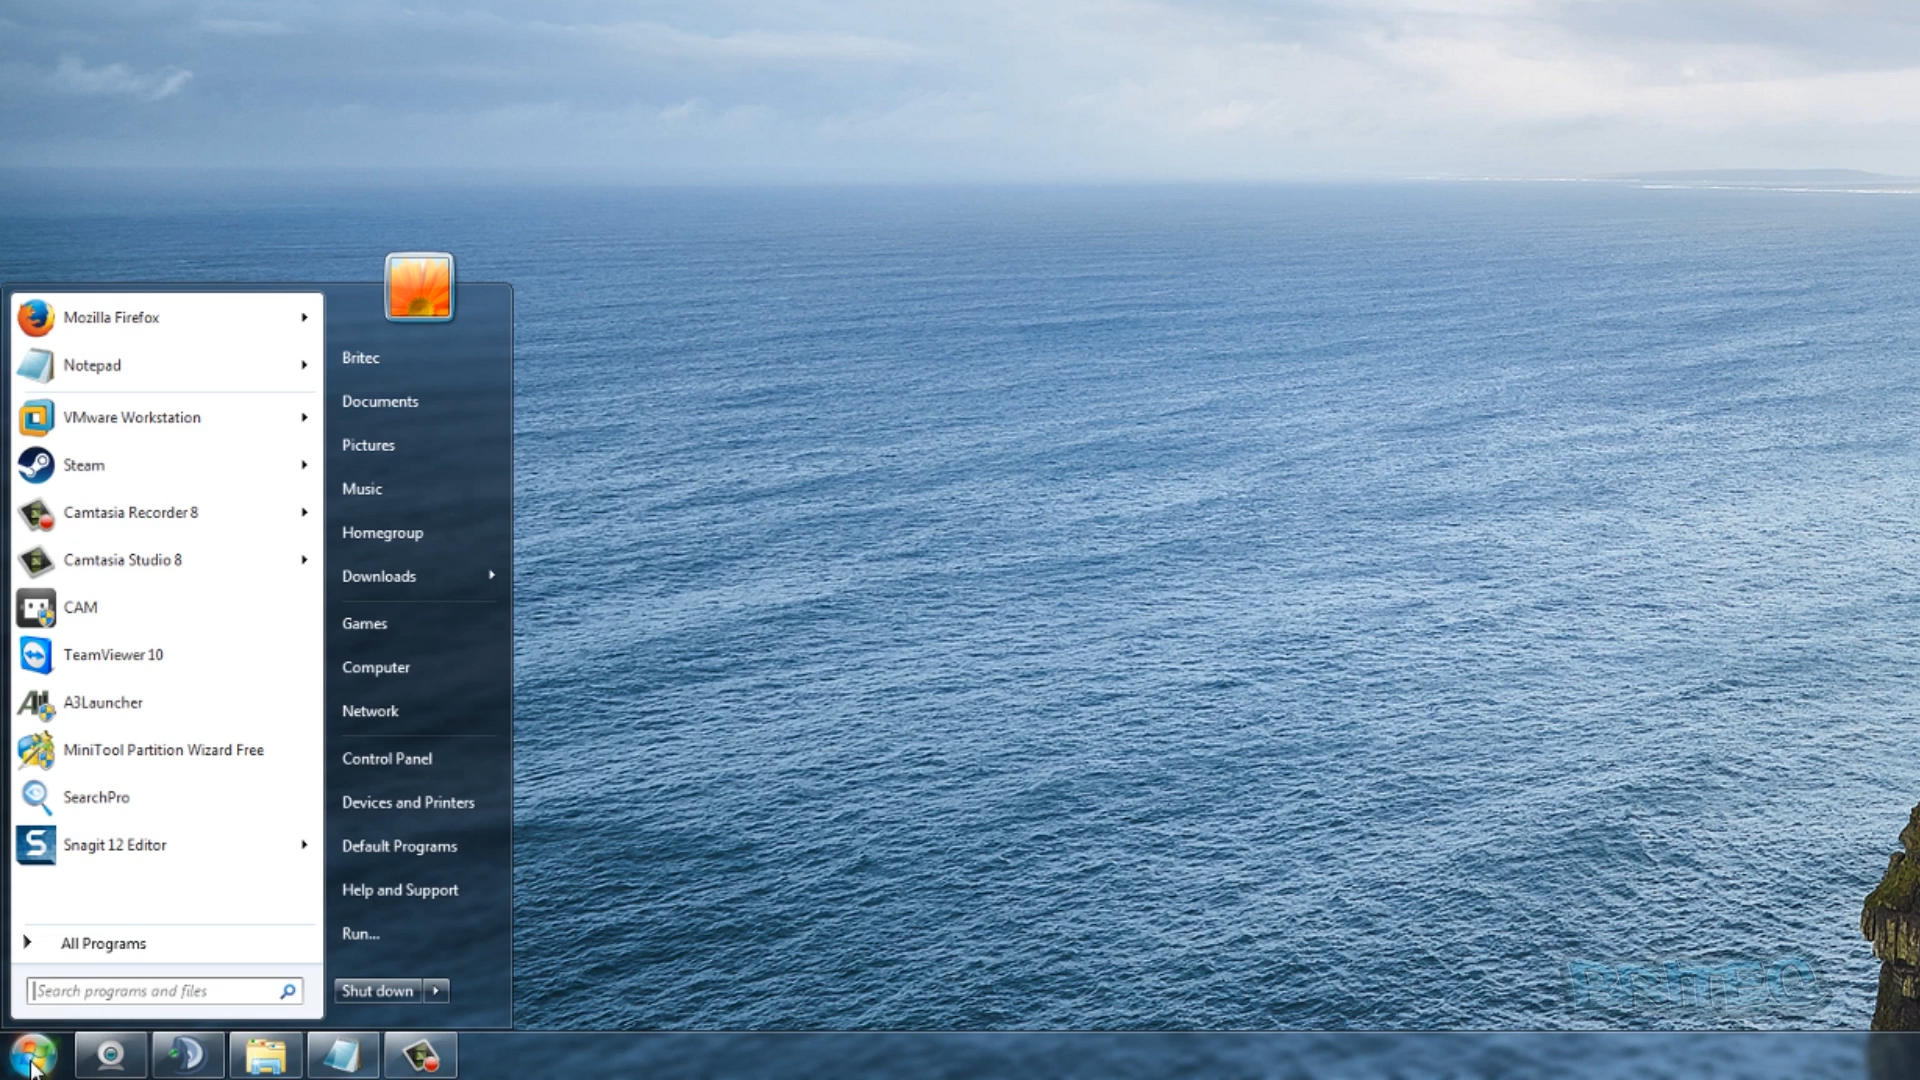 Mozilla Firefox
Notepad
VMware Workstation
Steam
Camtasia Recorder 8
Camtasia Studio 8
CAM
TeamViewer 10
A3Launcher
MiniTool Partition Wizard Free
SearchPro
Snagit 12 Editor
All Programs
Search programs and files
Britec
Documents
Pictures
Music
Homegroup
Downloads
Games
Computer
Network
Control Panel
Devices and Printers
Default Programs
Help and Support
Run...
Shut down